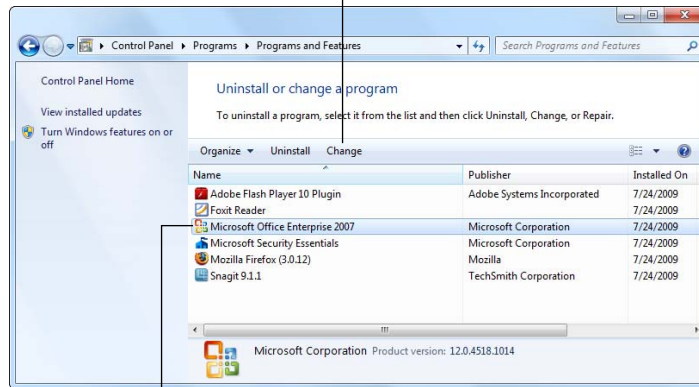 Control Panel ▸ Programs ▸ Programs and Features
Search Programs and Features
Control Panel Home
View installed updates
Turn Windows features on or
off
Uninstall or change a program
To uninstall a program, select it from the list and then click Uninstall, Change, or Repair.
Organize Uninstall Change
Name Publisher Installed On
Adobe Flash Player 10 Plugin Adobe Systems Incorporated 7/24/2009
Foxit Reader 7/24/2009
Microsoft Office Enterprise 2007 Microsoft Corporation 7/24/2009
Microsoft Security Essentials Microsoft Corporation 7/24/2009
Mozilla Firefox (3.0.12) Mozilla 7/24/2009
Snagit 9.1.1 TechSmith Corporation 7/24/2009
Microsoft Corporation Product version: 12.0.4518.1014